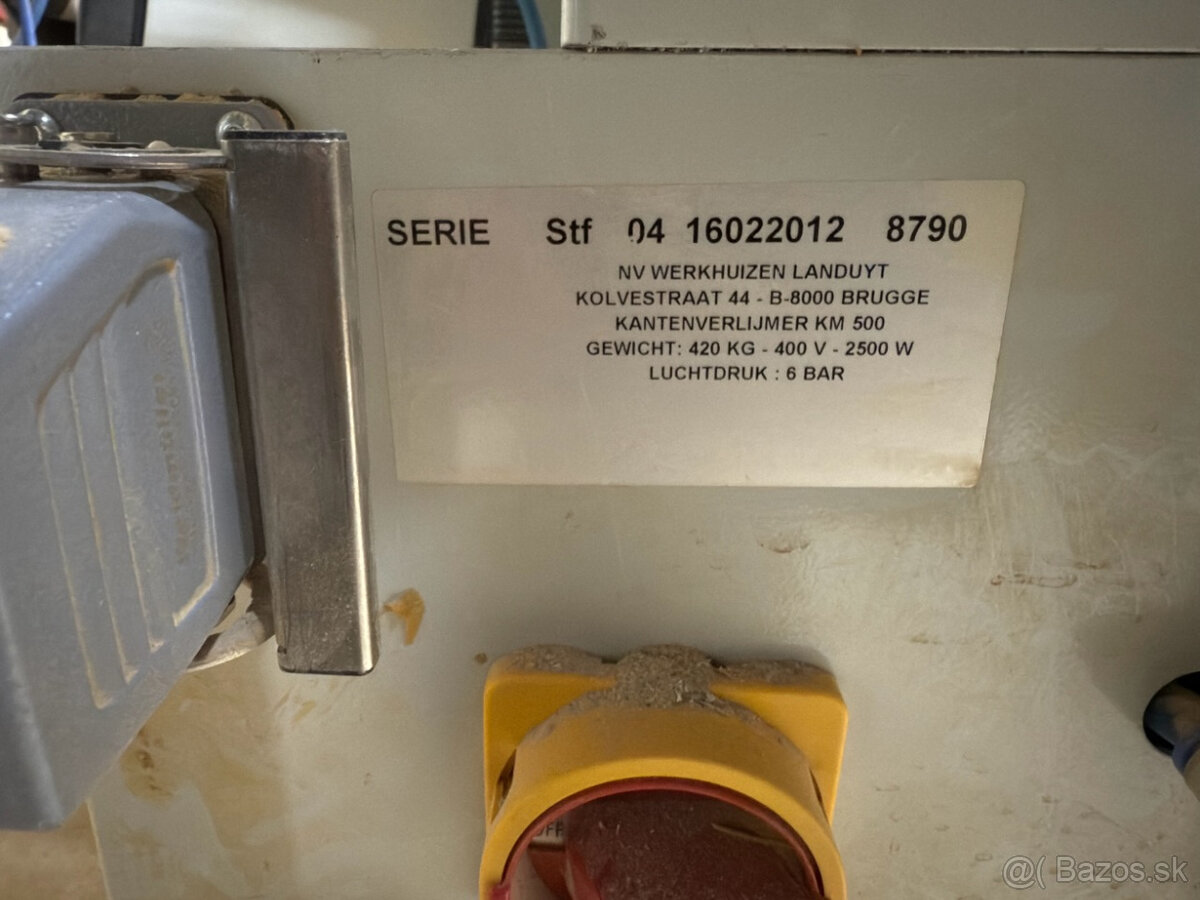 SERIE Stf 04 16022012 8790
NV WERKHUIZEN LANDUYT
KOLVESTRAAT 44 - B-8000 BRUGGE
KANTENVERLIJMER KM 500
GEWICHT: 420 KG - 400 V - 2500 W
LUCHTDRUK : 6 BAR
@( Bazos.sk